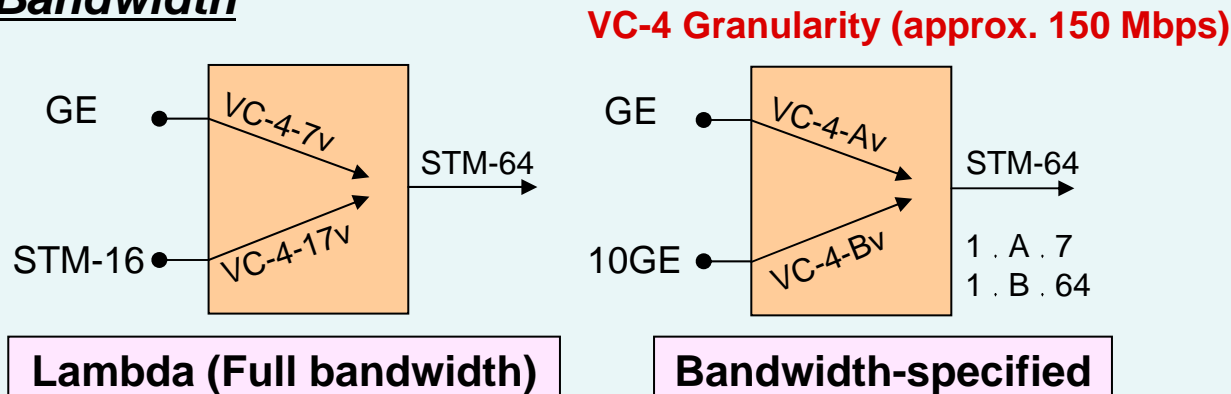 Bandwidth
VC-4 Granularity (approx. 150 Mbps)
GE
VC-4-7v
STM-64
STM-16
VC-4-17v
Lambda (Full bandwidth)
GE
VC-4-Av
STM-64
10GE
VC-4-Bv
1 . A . 7
1 . B . 64
Bandwidth-specified